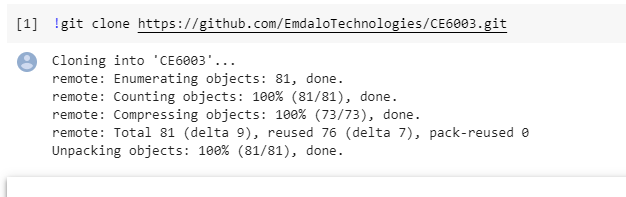 [1] !git clone https://github.com/EmdaloTechnologies/CE6003.git
Cloning into 'CE6003'...
remote: Enumerating objects: 81, done.
remote: Counting objects: 100% (81/81), done.
remote: Compressing objects: 100% (73/73), done.
remote: Total 81 (delta 9), reused 76 (delta 7), pack-reused 0
Unpacking objects: 100% (81/81), done.